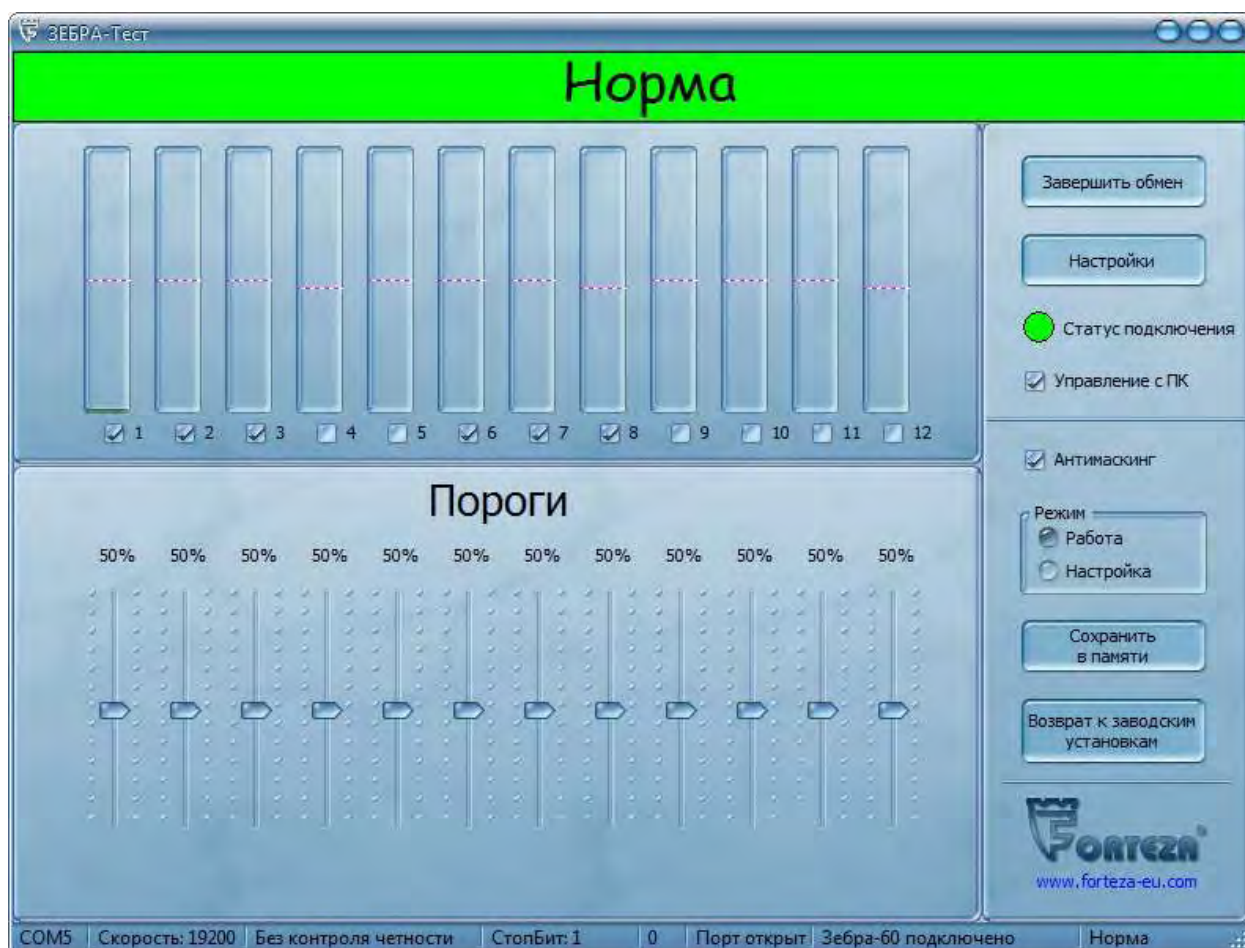 ЗЕБРА-Тест
Норма
1 2 3 4 5 6 7 8 9 10 11 12
Завершить обмен
Настройки
Статус подключения
Управление с ПК
Антимаскинг
Режим
Работа
Настройка
Сохранить
в памяти
Возврат к заводским
установкам
Пороги
50% 50% 50% 50% 50% 50% 50% 50% 50% 50% 50% 50%
FORTEZA
www.forteza-eu.com
COM5 Скорость: 19200 Без контроля четности СтопБит: 1 0 Порт открыт Зебра-60 подключено Норма